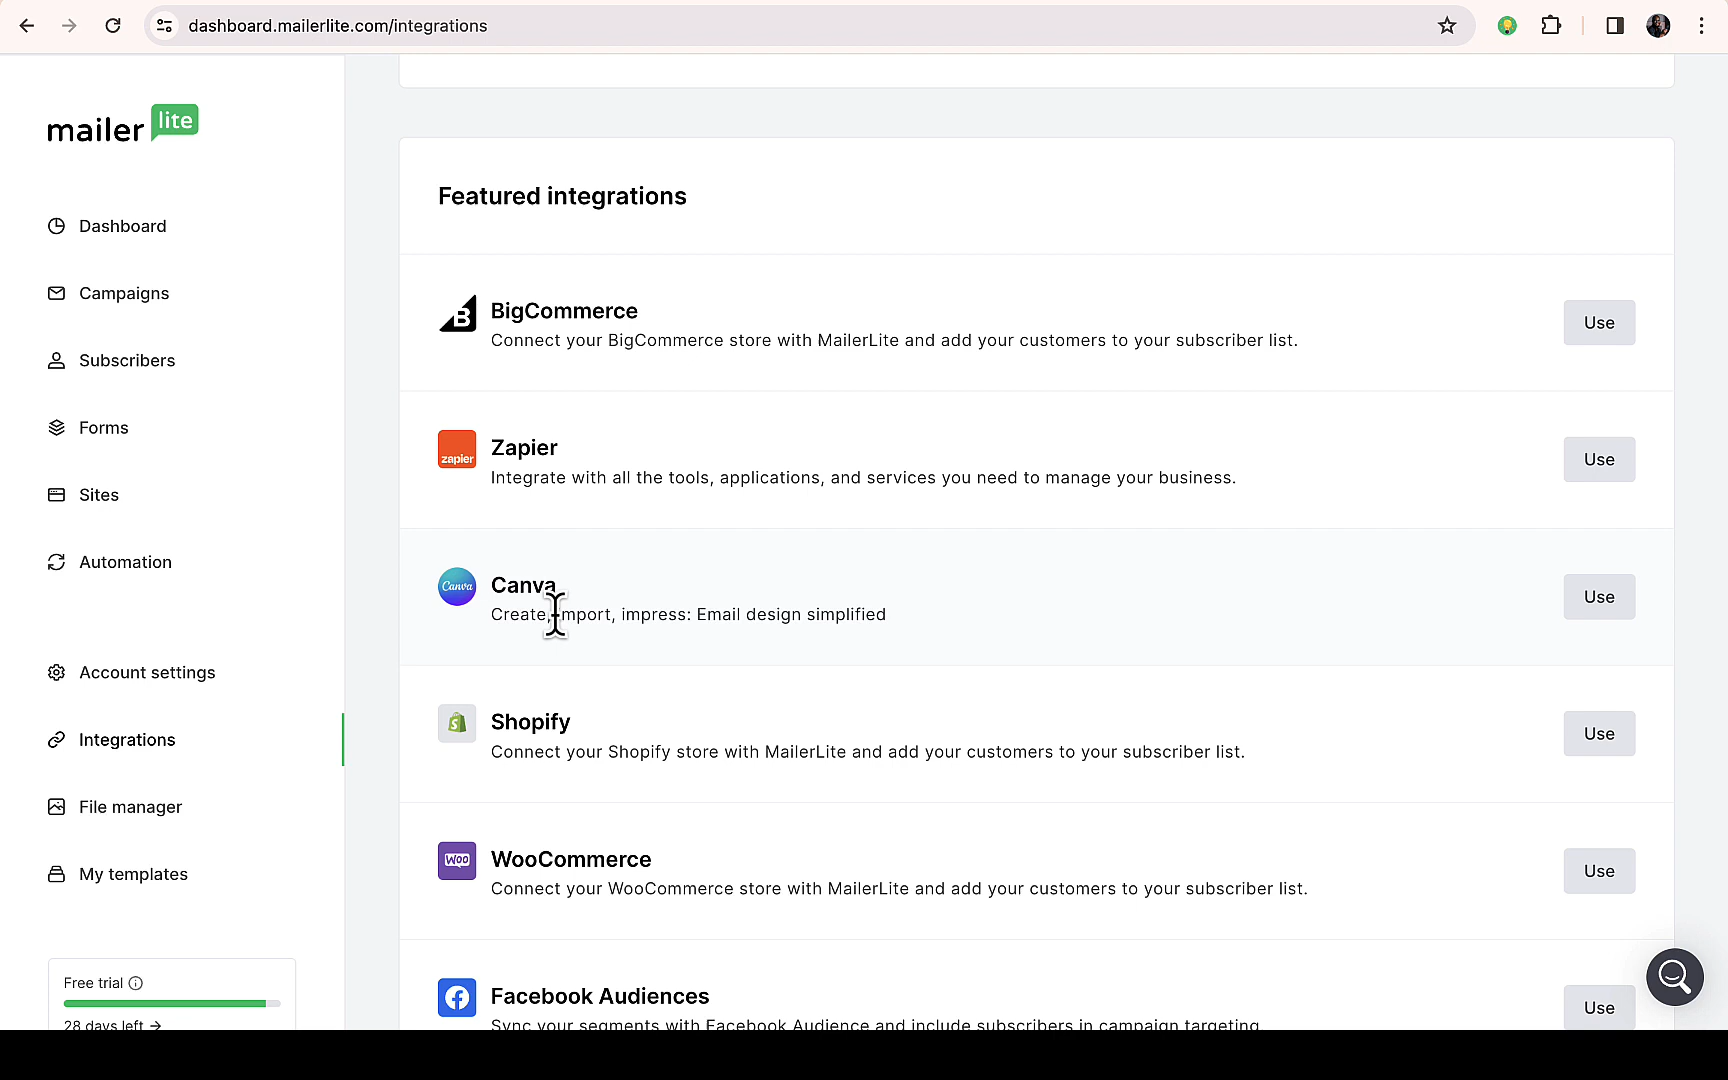 dashboard.mailerlite.com/integrations
mailer lite
Dashboard
Campaigns
Subscribers
Forms
Sites
Automation
Account settings
Integrations
File manager
My templates
Free trial
28 days left →
Featured integrations
B
BigCommerce
Connect your BigCommerce store with MailerLite and add your customers to your subscriber list.
Use
zapier
Zapier
Integrate with all the tools, applications, and services you need to manage your business.
Use
Canva
Canva
Create, import, impress: Email design simplified
Use
S
Shopify
Connect your Shopify store with MailerLite and add your customers to your subscriber list.
Use
Woo
WooCommerce
Connect your WooCommerce store with MailerLite and add your customers to your subscriber list.
Use
Facebook Audiences
Sync your segments with Facebook Audience and include subscribers in campaign targeting
Use